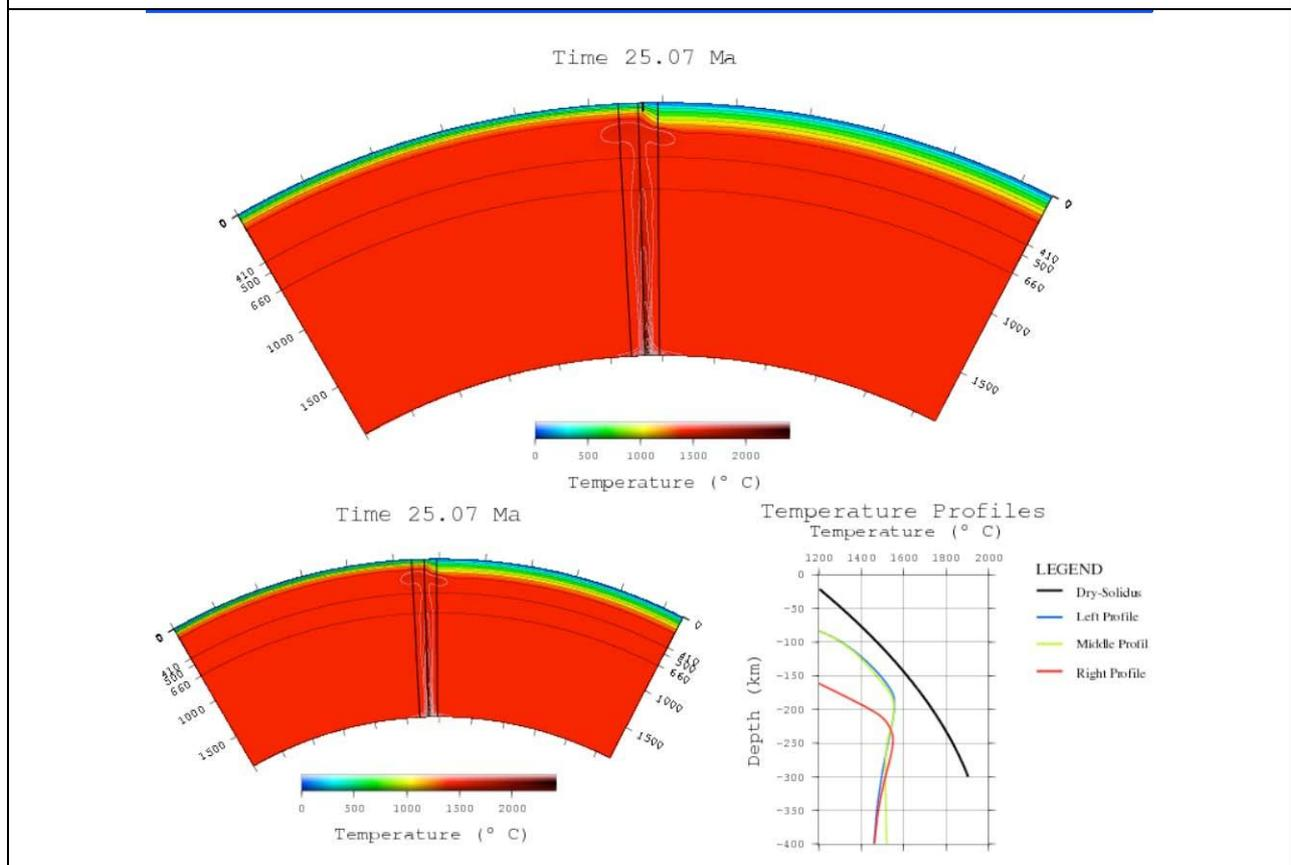 Time 25.07 Ma
0
410
500
660
1000
1500
0
410
500
660
1000
1500
0 500 1000 1500 2000
Temperature (° C)
Time 25.07 Ma
0
410
500
660
1000
1500
0
410
500
660
1000
1500
0 500 1000 1500 2000
Temperature (° C)
Temperature Profiles
Temperature (° C)
1200 1400 1600 1800 2000
0
-50
-100
-150
-200
-250
-300
-350
-400
Depth (km)
LEGEND
Dry-Solidus
Left Profile
Middle Profil
Right Profile